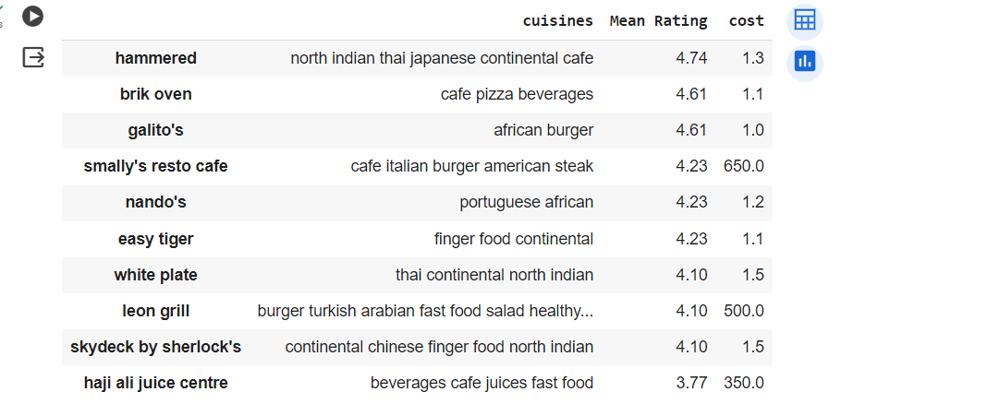 cuisines Mean Rating cost
hammered north indian thai japanese continental cafe 4.74 1.3
brik oven cafe pizza beverages 4.61 1.1
galito's african burger 4.61 1.0
smally's resto cafe cafe italian burger american steak 4.23 650.0
nando's portuguese african 4.23 1.2
easy tiger finger food continental 4.23 1.1
white plate thai continental north indian 4.10 1.5
leon grill burger turkish arabian fast food salad healthy... 4.10 500.0
skydeck by sherlock's continental chinese finger food north indian 4.10 1.5
haji ali juice centre beverages cafe juices fast food 3.77 350.0